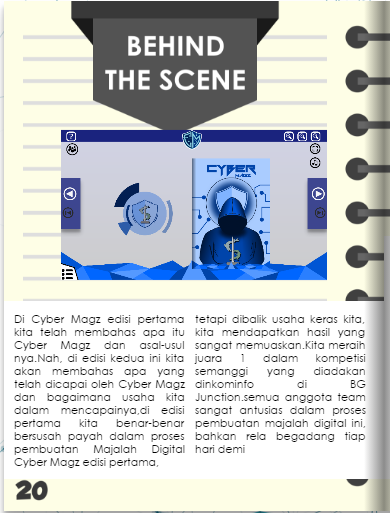 BEHIND
THE SCENE
CYBER
MAGZ
Di Cyber Magz edisi pertama
kita telah membahas apa itu
Cyber Magz dan asal-usul
nya.Nah, di edisi kedua ini kita
akan membahas apa yang
telah dicapai oleh Cyber Magz
dan bagaimana usaha kita
dalam mencapainya,di edisi
pertama kita benar-benar
bersusah payah dalam proses
pembuatan Majalah Digital
Cyber Magz edisi pertama,
tetapi dibalik usaha keras kita,
kita mendapatkan hasil yang
sangat memuaskan.Kita meraih
juara 1 dalam kompetisi
semanggi yang diadakan
dinkominfo di BG
Junction.semua anggota team
sangat antusias dalam proses
pembuatan majalah digital ini,
bahkan rela begadang tiap
hari demi
20